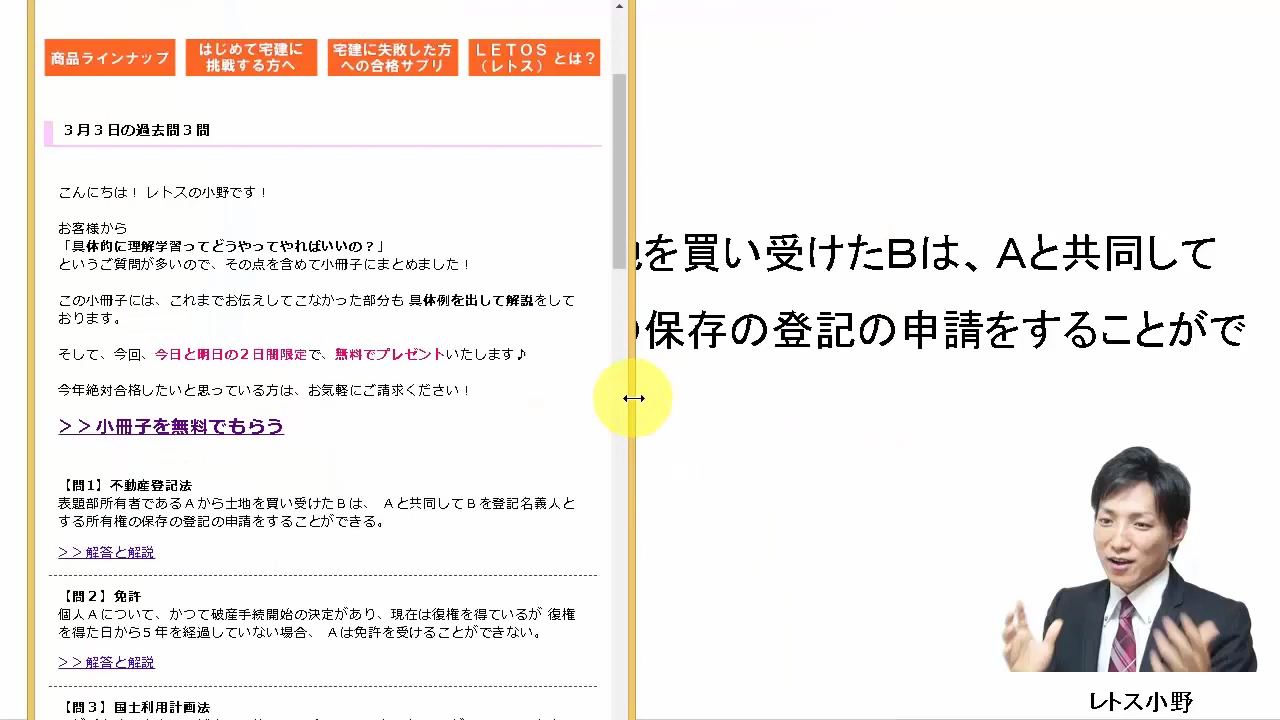 商品ラインナップ
はじめて宅建に
挑戦する方へ
宅建に失敗した方
への合格サプリ
ＬＥＴＯＳ
（レトス）とは？
３月３日の過去問３問
こんにちは！ レトスの小野です！
お客様から
「具体的に理解学習ってどうやってやればいいの？」
というご質問が多いので、その点を含めて小冊子にまとめました！
この小冊子には、これまでお伝えしてこなかった部分も 具体例を出して解説をして
おります。
そして、今回、今日と明日の２日間限定で、無料でプレゼントいたします♪
今年絶対合格したいと思っている方は、お気軽にご請求ください！
＞＞小冊子を無料でもらう
【問1】不動産登記法
表題部所有者であるＡから土地を買い受けたＢは、 Ａと共同してＢを登記名義人と
する所有権の保存の登記の申請をすることができる。
＞＞解答と解説
【問２】免許
個人Ａについて、かつて破産手続開始の決定があり、現在は復権を得ているが 復権
を得た日から５年を経過していない場合、 Ａは免許を受けることができない。
＞＞解答と解説
【問３】国土利用計画法
を買い受けたＢは、Ａと共同して
保存の登記の申請をすることがで
レトス小野